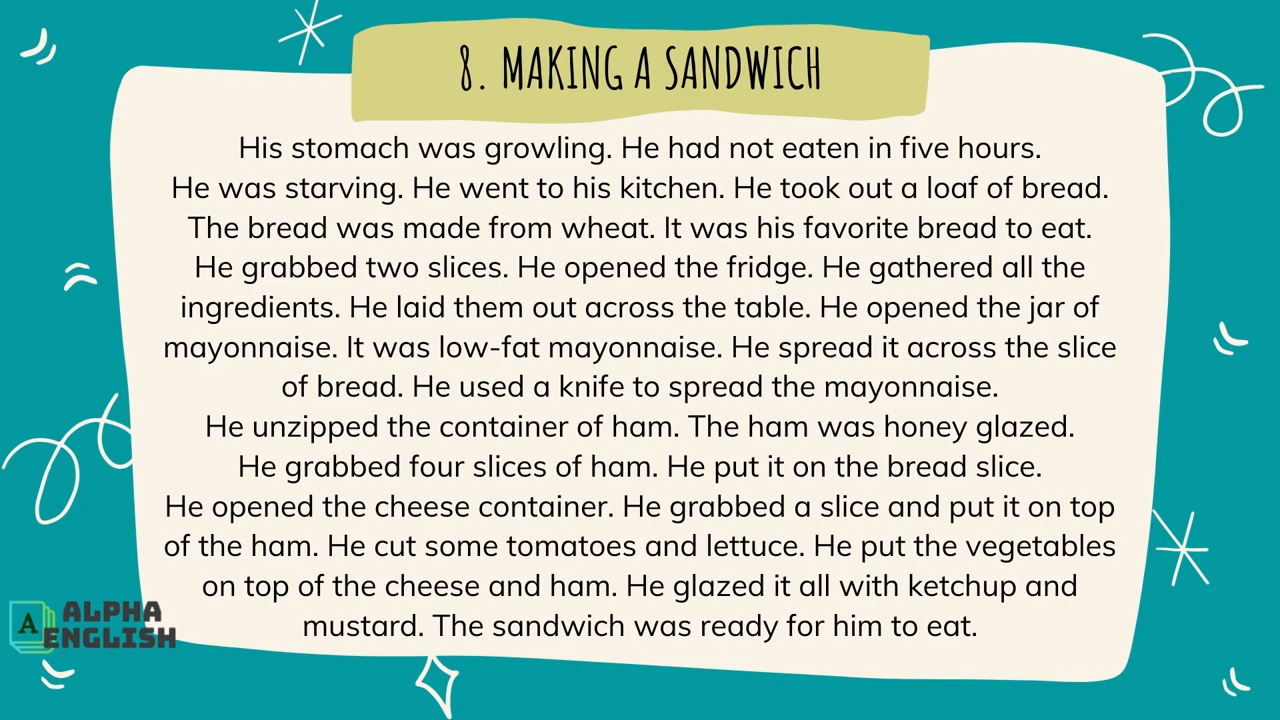 8. MAKING A SANDWICH
His stomach was growling. He had not eaten in five hours.
He was starving. He went to his kitchen. He took out a loaf of bread.
The bread was made from wheat. It was his favorite bread to eat.
He grabbed two slices. He opened the fridge. He gathered all the
ingredients. He laid them out across the table. He opened the jar of
mayonnaise. It was low-fat mayonnaise. He spread it across the slice
of bread. He used a knife to spread the mayonnaise.
He unzipped the container of ham. The ham was honey glazed.
He grabbed four slices of ham. He put it on the bread slice.
He opened the cheese container. He grabbed a slice and put it on top
of the ham. He cut some tomatoes and lettuce. He put the vegetables
on top of the cheese and ham. He glazed it all with ketchup and
mustard. The sandwich was ready for him to eat.
A
ALPHA
ENGLISH